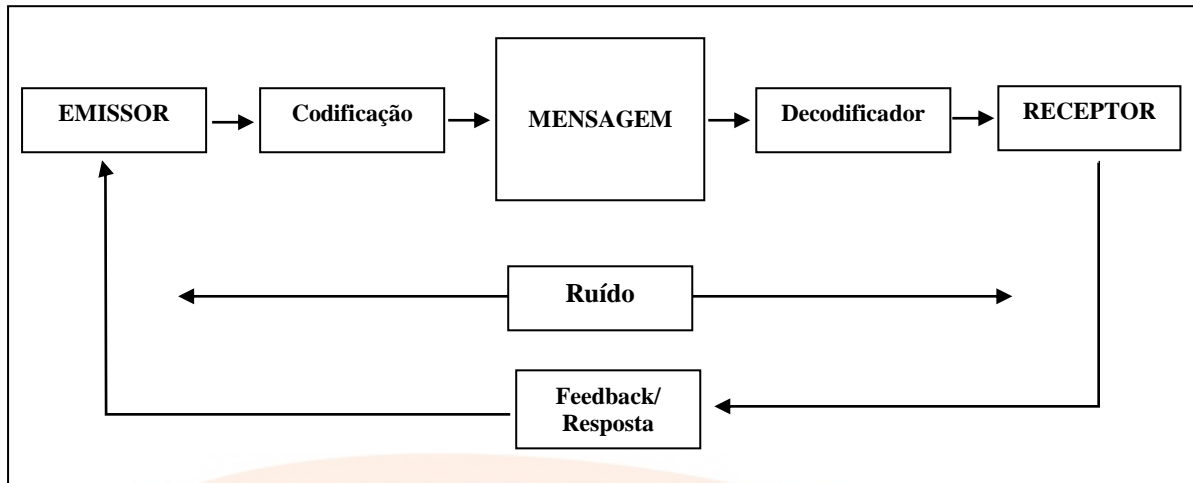 EMISSOR
Codificação
MENSAGEM
Decodificador
RECEPTOR
Ruído
Feedback/
Resposta